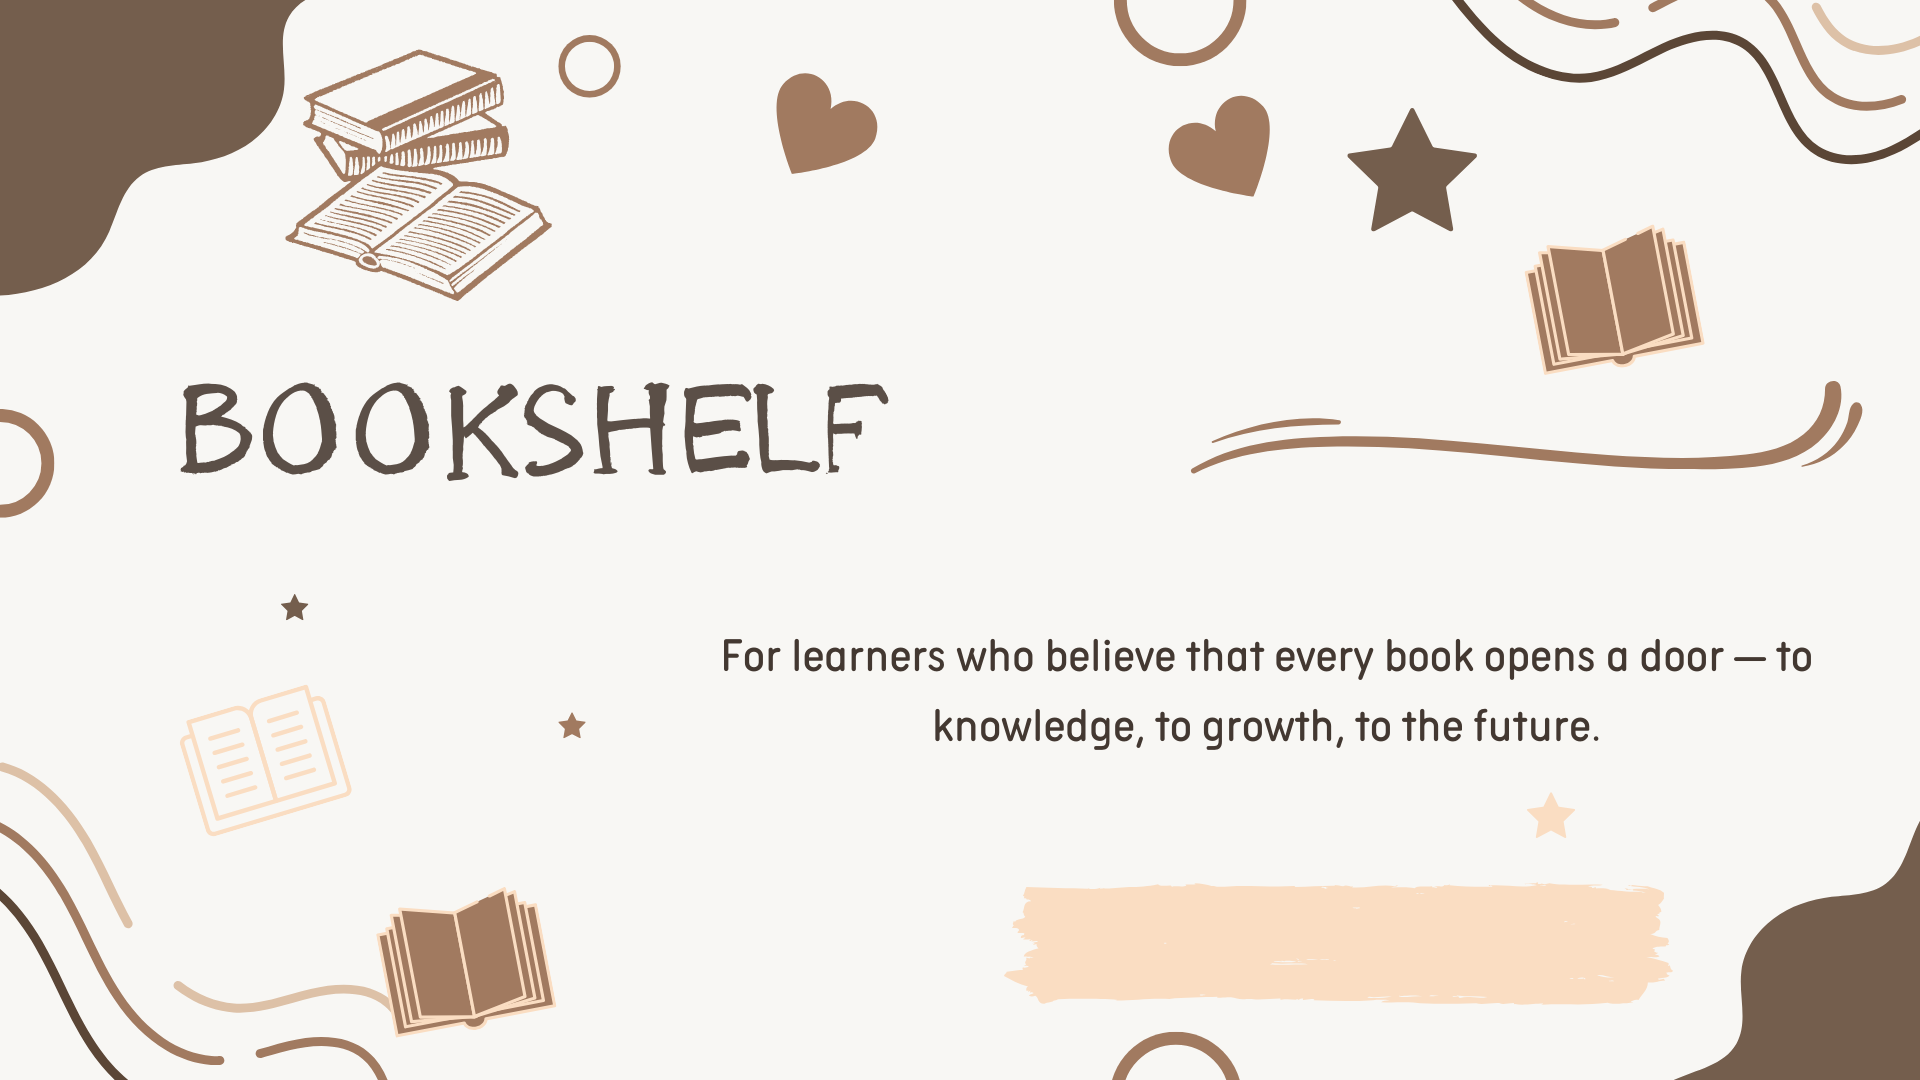 BOOKSHELF
For learners who believe that every book opens a door — to
knowledge, to growth, to the future.